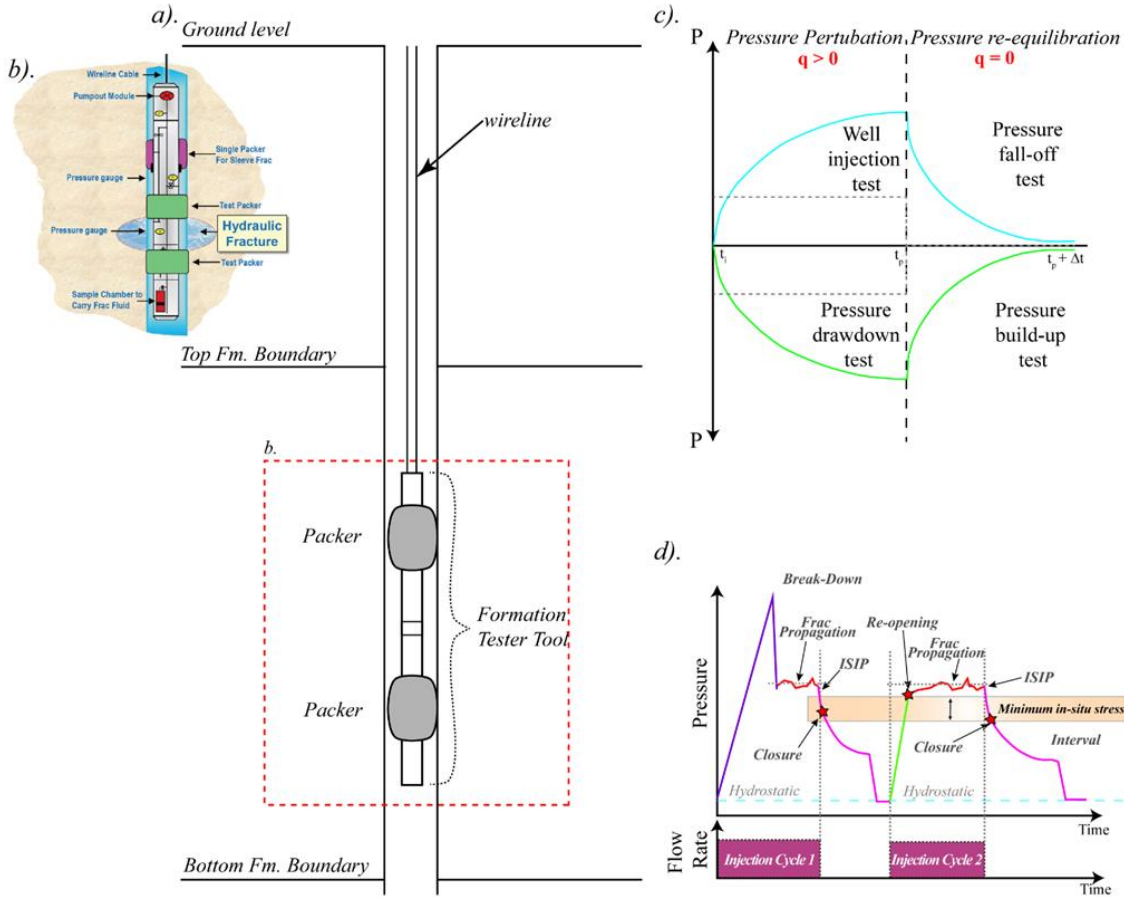 a).
Ground level
wireline
Top Fm. Boundary
b.
Packer
Formation
Tester Tool
Packer
Bottom Fm. Boundary
b).
Wireline Cable
Pumpout Module
Single Packer
For Sleeve Frac
Pressure gauge
Test Packer
Pressure gauge
Hydraulic
Fracture
Test Packer
Sample Chamber to
Carry Frac Fluid
c).
P
Pressure Pertubation
q > 0
Pressure re-equilibration
q = 0
Well
injection
test
Pressure
fall-off
test
ti
tp
tp + Δt
Pressure
drawdown
test
Pressure
build-up
test
P
d).
Pressure
Break-Down
Frac
Propagation
ISIP
Re-opening
Frac
Propagation
ISIP
Minimum in-situ stress
Closure
Closure
Interval
Hydrostatic
Hydrostatic
Time
Flow
Rate
Injection Cycle 1
Injection Cycle 2
Time